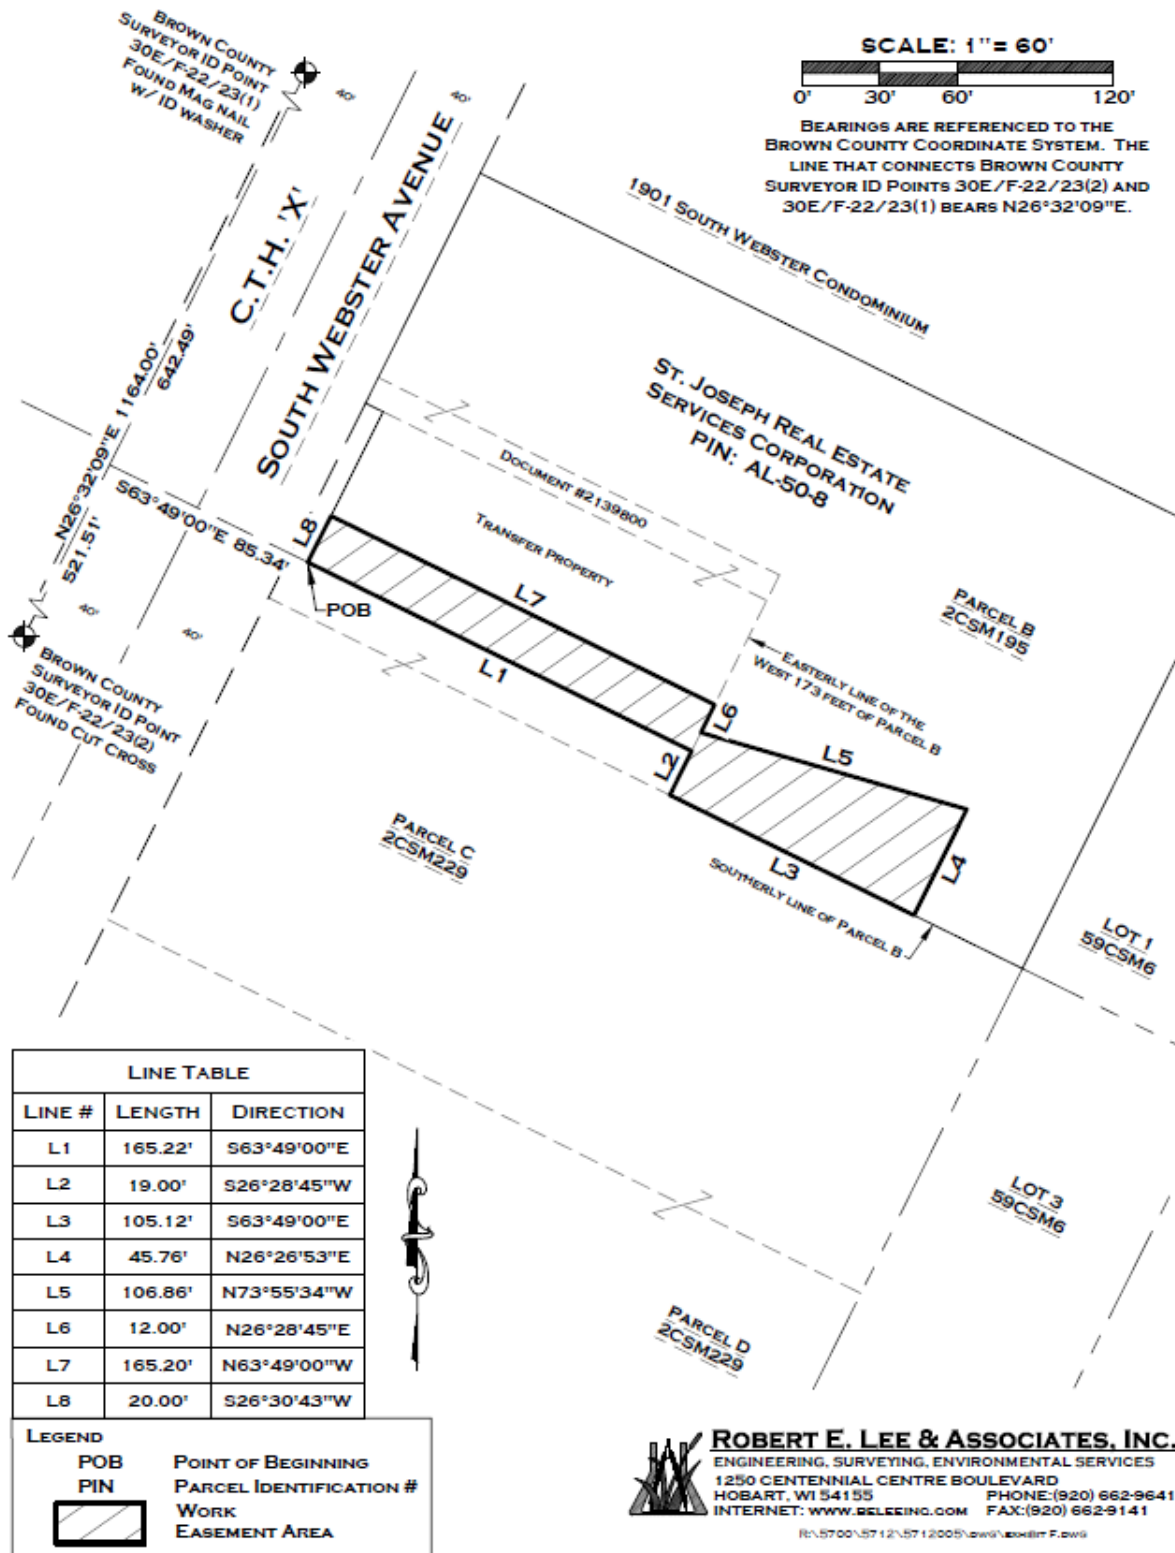 BROWN COUNTY
SURVEYOR ID POINT
30E/F-22/23(1)
FOUND MAG NAIL
W/ ID WASHER
40'
40'
SCALE: 1"= 60'
0' 30' 60' 120'
BEARINGS ARE REFERENCED TO THE
BROWN COUNTY COORDINATE SYSTEM. THE
LINE THAT CONNECTS BROWN COUNTY
SURVEYOR ID POINTS 30E/F-22/23(2) AND
30E/F-22/23(1) BEARS N26°32'09"E.
C.T.H. 'X'
SOUTH WEBSTER AVENUE
1901 SOUTH WEBSTER CONDOMINIUM
ST. JOSEPH REAL ESTATE
SERVICES CORPORATION
PIN: AL-50-8
N26°32'09"E 1164.00'
642.49'
521.51'
S63°49'00"E 85.34'
DOCUMENT #2139800
TRANSFER PROPERTY
L8
L7
POB
L1
L6
L2
L5
L3
L4
PARCEL B
2CSM195
EASTERLY LINE OF THE
WEST 173 FEET OF PARCEL B
40'
40'
BROWN COUNTY
SURVEYOR ID POINT
30E/F-22/23(2)
FOUND CUT CROSS
PARCEL C
2CSM229
SOUTHERLY LINE OF PARCEL B
LOT 1
59CSM6
LOT 3
59CSM6
PARCEL D
2CSM229
LINE TABLE
LINE # LENGTH DIRECTION
L1 165.22' S63°49'00"E
L2 19.00' S26°28'45"W
L3 105.12' S63°49'00"E
L4 45.76' N26°26'53"E
L5 106.86' N73°55'34"W
L6 12.00' N26°28'45"E
L7 165.20' N63°49'00"W
L8 20.00' S26°30'43"W
LEGEND
POB POINT OF BEGINNING
PIN PARCEL IDENTIFICATION #
WORK
EASEMENT AREA
ROBERT E. LEE & ASSOCIATES, INC.
ENGINEERING, SURVEYING, ENVIRONMENTAL SERVICES
1250 CENTENNIAL CENTRE BOULEVARD
HOBART, WI 54155 PHONE:(920) 662-9641
INTERNET: WWW.RELEEINC.COM FAX:(920) 662-9141
R:\5700\5712\5712005\DWG\EXHIBIT F.DWG